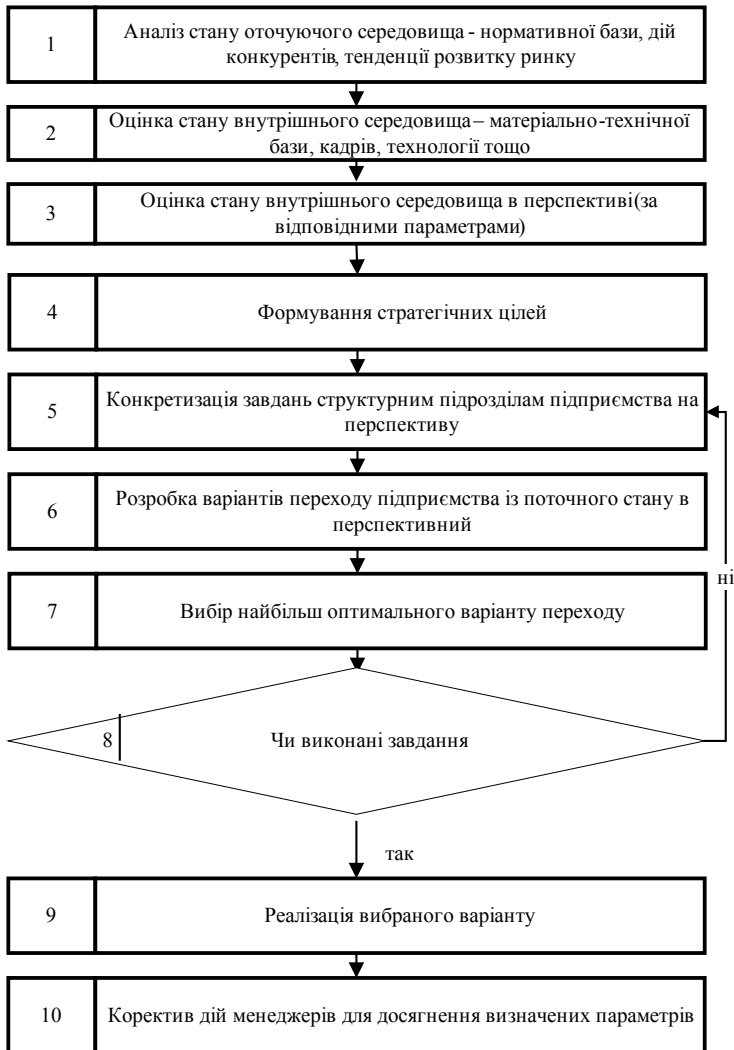 1
Аналіз стану оточуючого середовища - нормативної бази, дій
конкурентів, тенденції розвитку ринку
2
Оцінка стану внутрішнього середовища– матеріально-технічної
бази, кадрів, технології тощо
3
Оцінка стану внутрішнього середовища в перспективі(за
відповідними параметрами)
4
Формування стратегічних цілей
5
Конкретизація завдань структурним підрозділам підприємства на
перспективу
6
Розробка варіантів переходу підприємства із поточного стану в
перспективний
ні
7
Вибір найбільш оптимального варіанту переходу
8
Чи виконані завдання
так
9
Реалізація вибраного варіанту
10
Коректив дій менеджерів для досягнення визначених параметрів